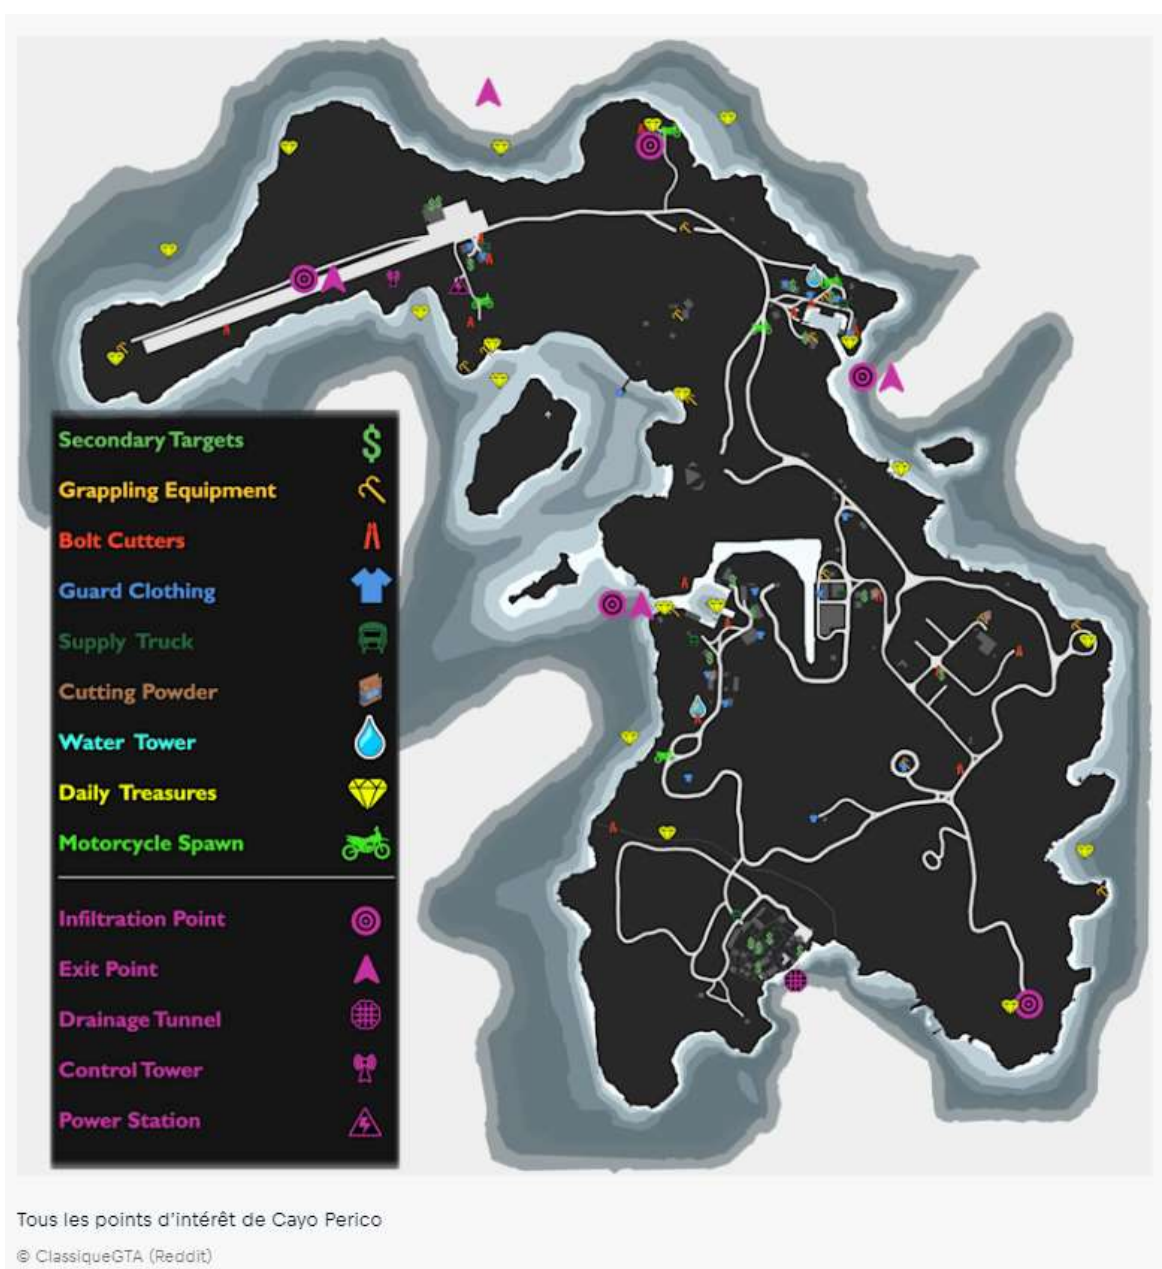 Secondary Targets
Grappling Equipment
Bolt Cutters
Guard Clothing
Supply Truck
Cutting Powder
Water Tower
Daily Treasures
Motorcycle Spawn
Infiltration Point
Exit Point
Drainage Tunnel
Control Tower
Power Station
Tous les points d'intérêt de Cayo Perico
© ClassiqueGTA (Reddit)